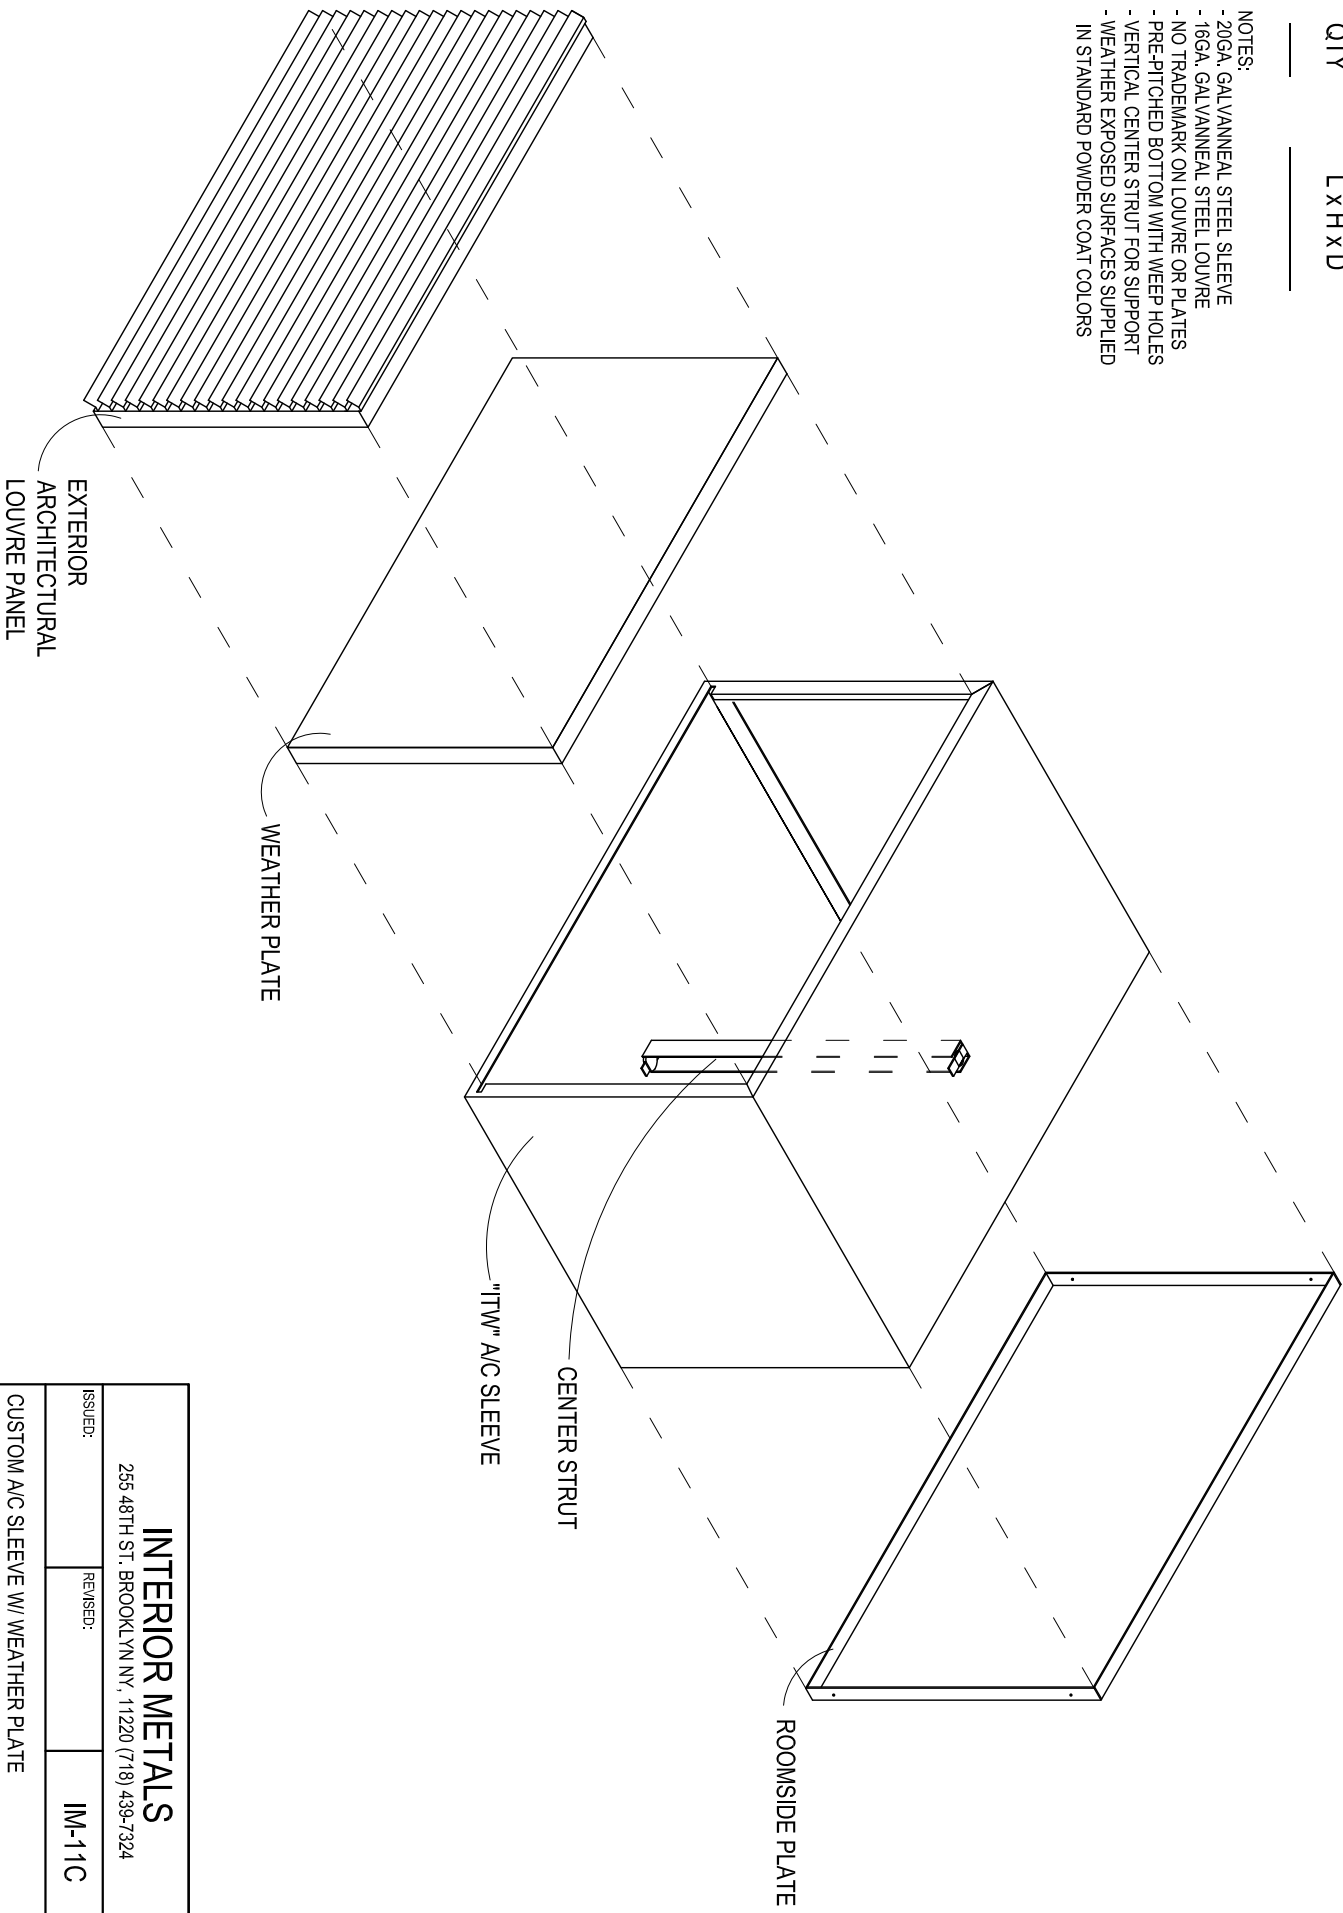 QTY L x H x D
NOTES:
- 20GA. GALVANNEAL STEEL SLEEVE
- 16GA. GALVANNEAL STEEL LOUVRE
- NO TRADEMARK ON LOUVRE OR PLATES
- PRE-PITCHED BOTTOM WITH WEEP HOLES
- VERTICAL CENTER STRUT FOR SUPPORT
- WEATHER EXPOSED SURFACES SUPPLIED
IN STANDARD POWDER COAT COLORS
ROOMSIDE PLATE
CENTER STRUT
"ITW" A/C SLEEVE
WEATHER PLATE
EXTERIOR
ARCHITECTURAL
LOUVRE PANEL
INTERIOR METALS
255 48TH ST. BROOKLYN NY, 11220 (718) 439-7324
ISSUED: REVISED: IM-11C
CUSTOM A/C SLEEVE W/ WEATHER PLATE